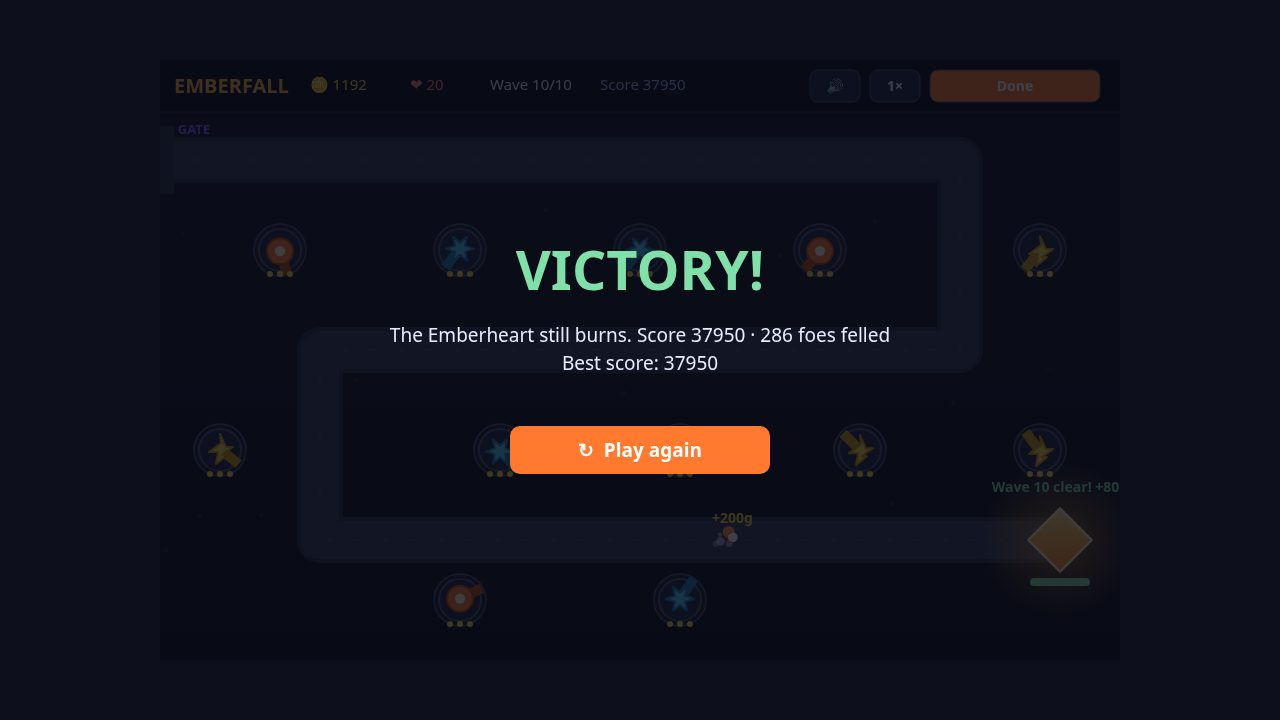 EMBERFALL 🪙 1192 ❤ 20 Wave 10/10 Score 37950 🔊 1× Done
GATE
VICTORY!
The Emberheart still burns. Score 37950 · 286 foes felled
Best score: 37950
↻ Play again
Wave 10 clear! +80
+200g